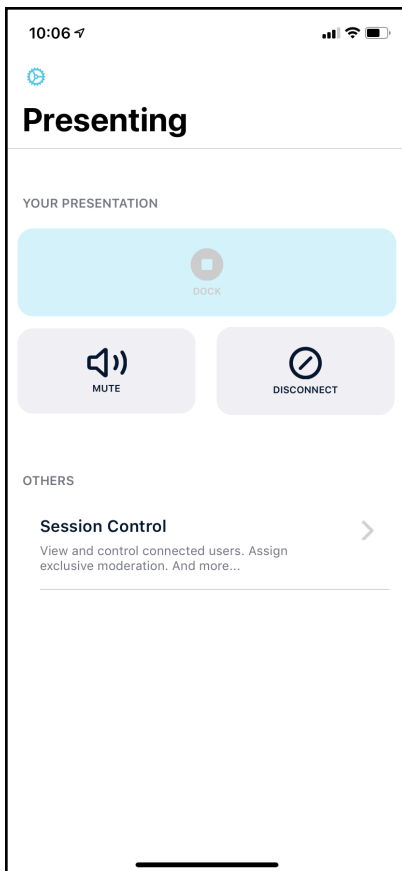 10:06
Presenting
YOUR PRESENTATION
DOCK
MUTE
DISCONNECT
OTHERS
Session Control
View and control connected users. Assign
exclusive moderation. And more...